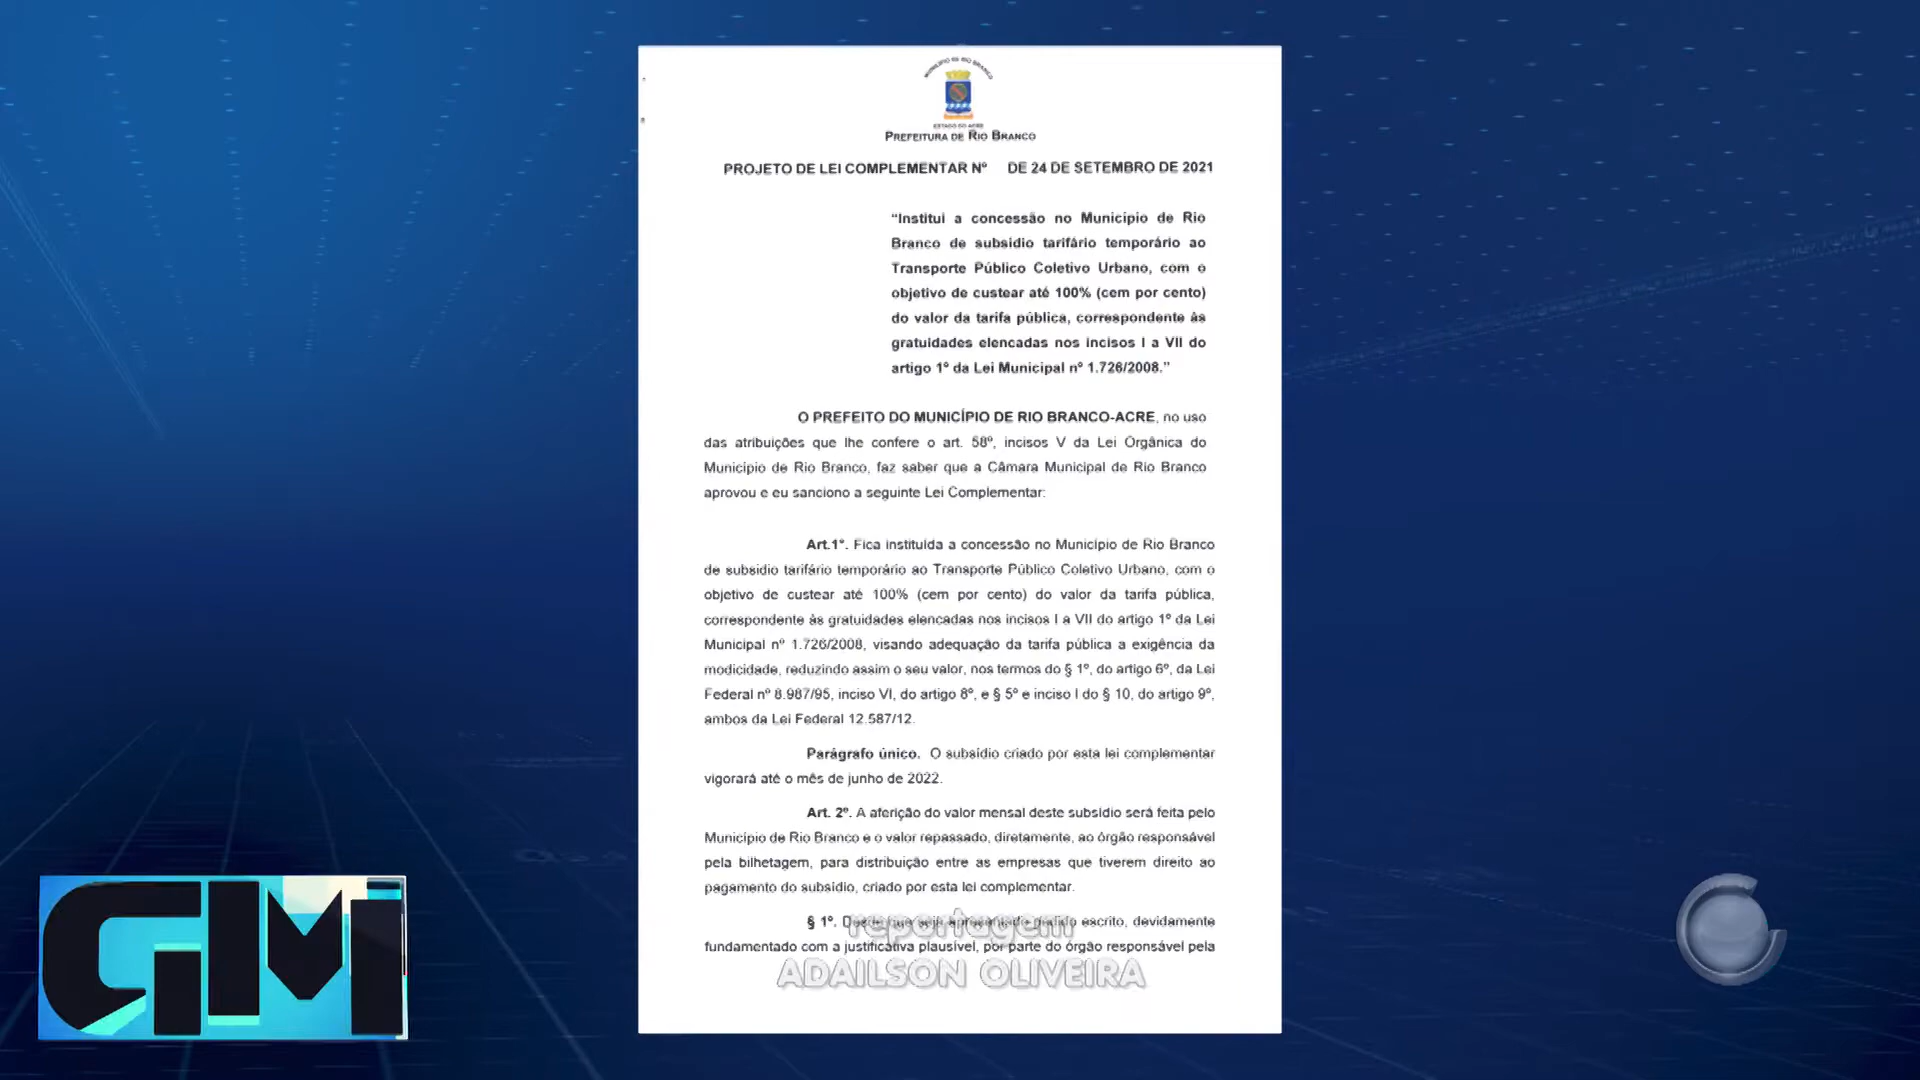 MUNICÍPIO DE RIO BRANCO
ESTADO DO ACRE
PREFEITURA DE RIO BRANCO
PROJETO DE LEI COMPLEMENTAR Nº DE 24 DE SETEMBRO DE 2021
“Institui a concessão no Município de Rio
Branco de subsídio tarifário temporário ao
Transporte Público Coletivo Urbano, com o
objetivo de custear até 100% (cem por cento)
do valor da tarifa pública, correspondente às
gratuidades elencadas nos incisos I a VII do
artigo 1º da Lei Municipal nº 1.726/2008.”
O PREFEITO DO MUNICÍPIO DE RIO BRANCO-ACRE, no uso
das atribuições que lhe confere o art. 58º, incisos V da Lei Orgânica do
Município de Rio Branco, faz saber que a Câmara Municipal de Rio Branco
aprovou e eu sanciono a seguinte Lei Complementar:
Art.1º. Fica instituída a concessão no Município de Rio Branco
de subsídio tarifário temporário ao Transporte Público Coletivo Urbano, com o
objetivo de custear até 100% (cem por cento) do valor da tarifa pública,
correspondente às gratuidades elencadas nos incisos I a VII do artigo 1º da Lei
Municipal nº 1.726/2008, visando adequação da tarifa pública a exigência da
modicidade, reduzindo assim o seu valor, nos termos do § 1º, do artigo 6º, da Lei
Federal nº 8.987/95, inciso VI, do artigo 8º, e § 5º e inciso I do § 10, do artigo 9º,
ambos da Lei Federal 12.587/12.
Parágrafo único. O subsídio criado por esta lei complementar
vigorará até o mês de junho de 2022.
Art. 2º. A aferição do valor mensal deste subsídio será feita pelo
Município de Rio Branco e o valor repassado, diretamente, ao órgão responsável
pela bilhetagem, para distribuição entre as empresas que tiverem direito ao
pagamento do subsídio, criado por esta lei complementar.
§ 1º. Desde que seja apresentado pedido escrito, devidamente
fundamentado com a justificativa plausível, por parte do órgão responsável pela
reportagem
ADAILSON OLIVEIRA
GIMI